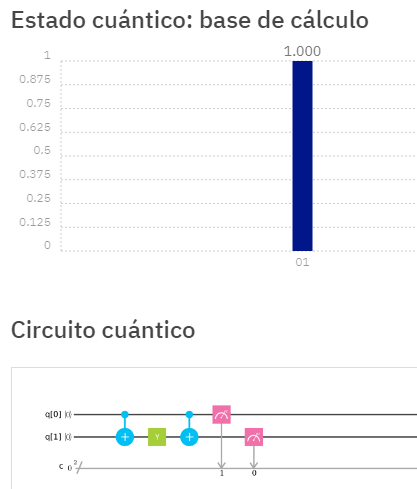 Estado cuántico: base de cálculo
1.000
1
0.875
0.75
0.625
0.5
0.375
0.25
0.125
0
01
Circuito cuántico
q[0] |0⟩
q[1] |0⟩ + Y +
c 0 2
1 0